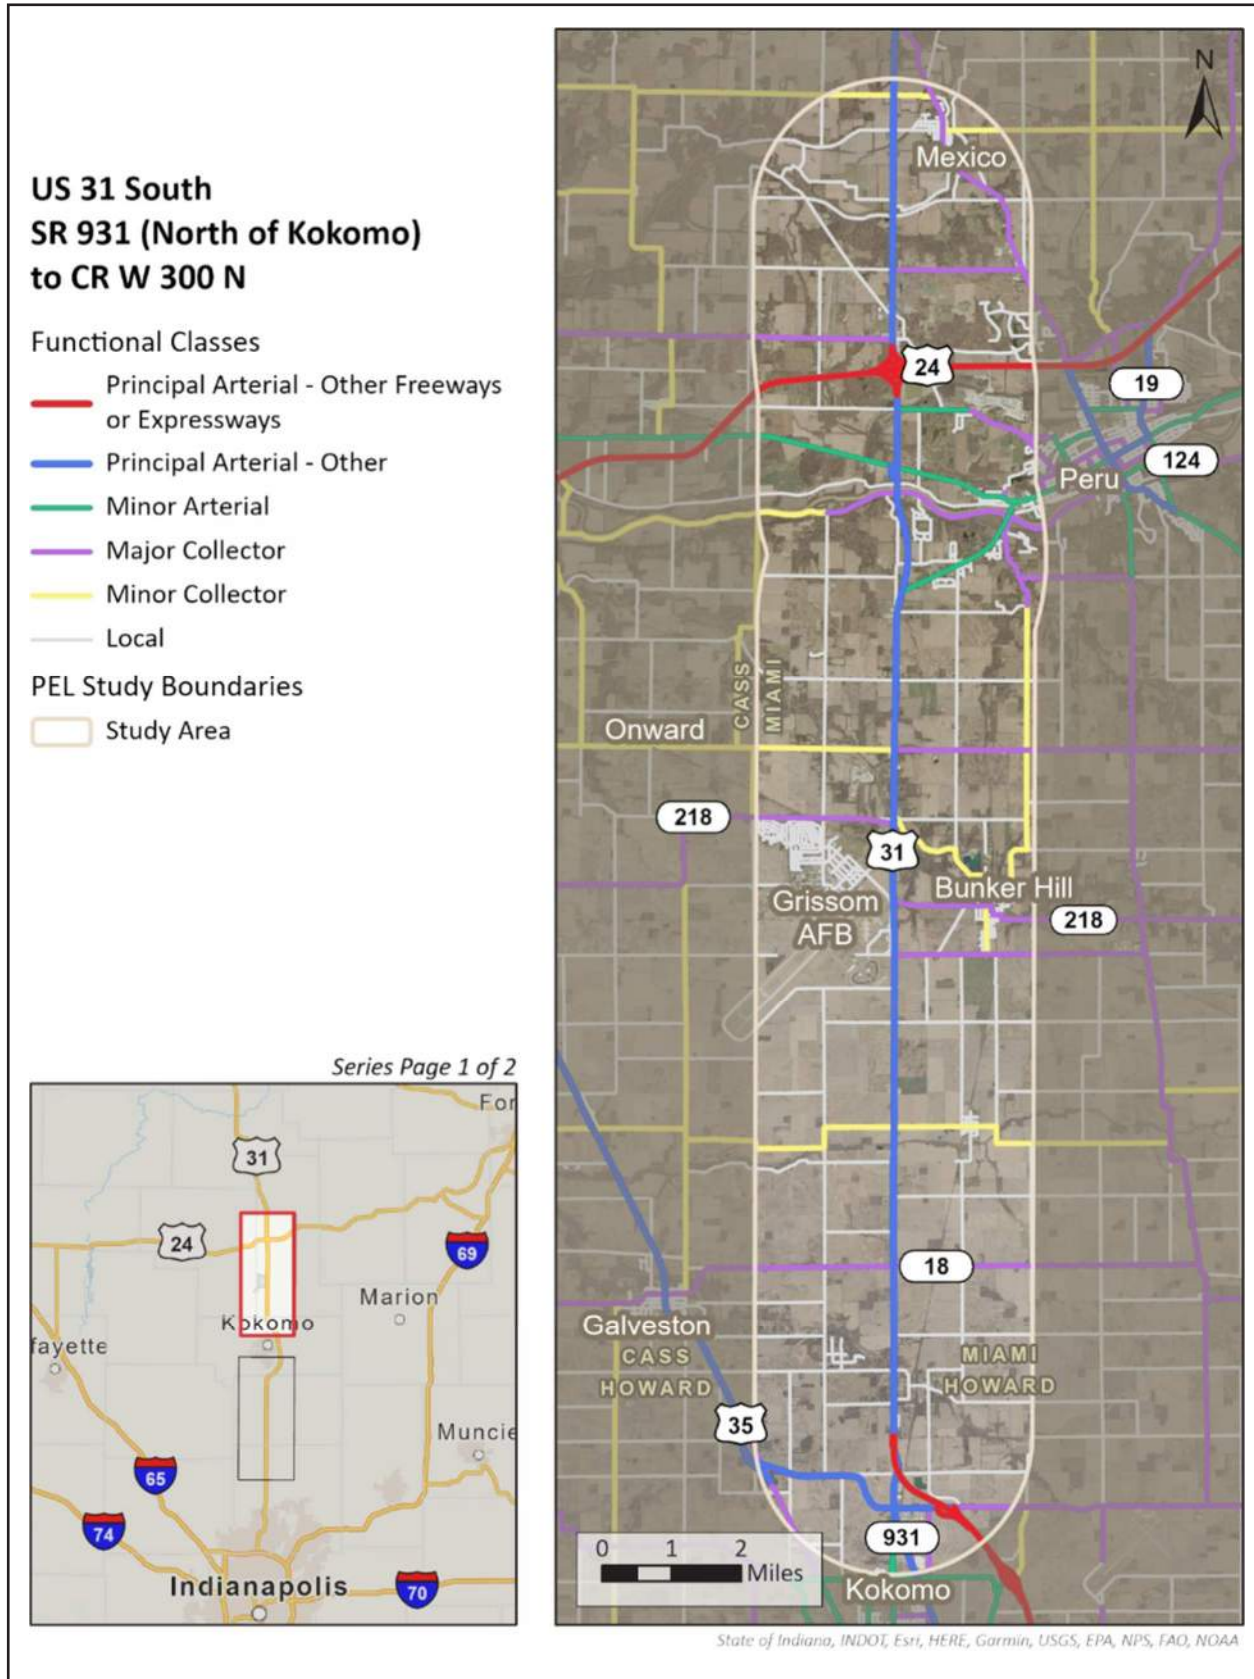 US 31 South
SR 931 (North of Kokomo)
to CR W 300 N
Functional Classes
Principal Arterial - Other Freeways
or Expressways
Principal Arterial - Other
Minor Arterial
Major Collector
Minor Collector
Local
PEL Study Boundaries
Study Area
Series Page 1 of 2
For
31
24
69
Marion
Kokomo
fayette
Muncie
65
74
Indianapolis
70
N
Mexico
24
19
124
Peru
CASS
MIAMI
Onward
218
31
Bunker Hill
Grissom
AFB
218
18
Galveston
CASS
HOWARD
MIAMI
HOWARD
35
931
0 1 2
Miles
Kokomo
State of Indiana, INDOT, Esri, HERE, Garmin, USGS, EPA, NPS, FAO, NOAA